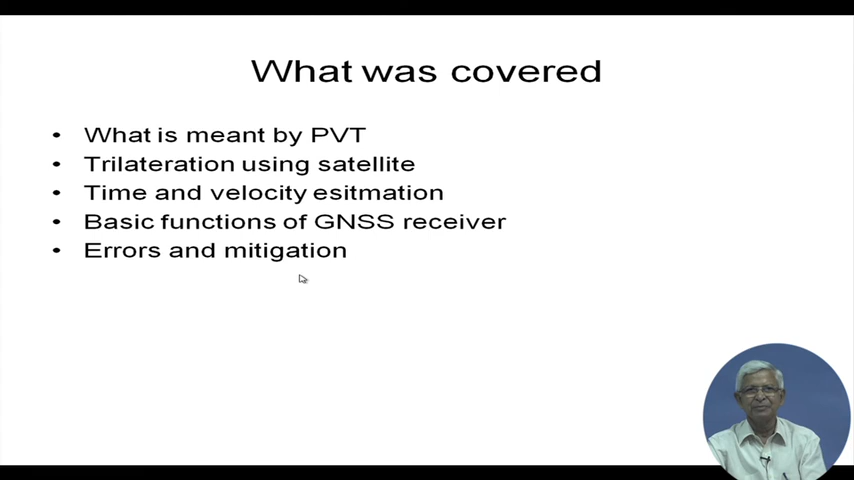 What was covered
• What is meant by PVT
• Trilateration using satellite
• Time and velocity esitmation
• Basic functions of GNSS receiver
• Errors and mitigation